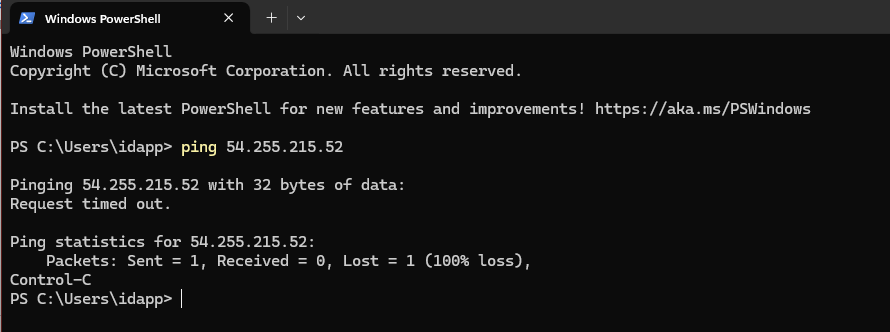 Windows PowerShell
Windows PowerShell
Copyright (C) Microsoft Corporation. All rights reserved.
Install the latest PowerShell for new features and improvements! https://aka.ms/PSWindows
PS C:\Users\idapp> ping 54.255.215.52
Pinging 54.255.215.52 with 32 bytes of data:
Request timed out.
Ping statistics for 54.255.215.52:
    Packets: Sent = 1, Received = 0, Lost = 1 (100% loss),
Control-C
PS C:\Users\idapp>